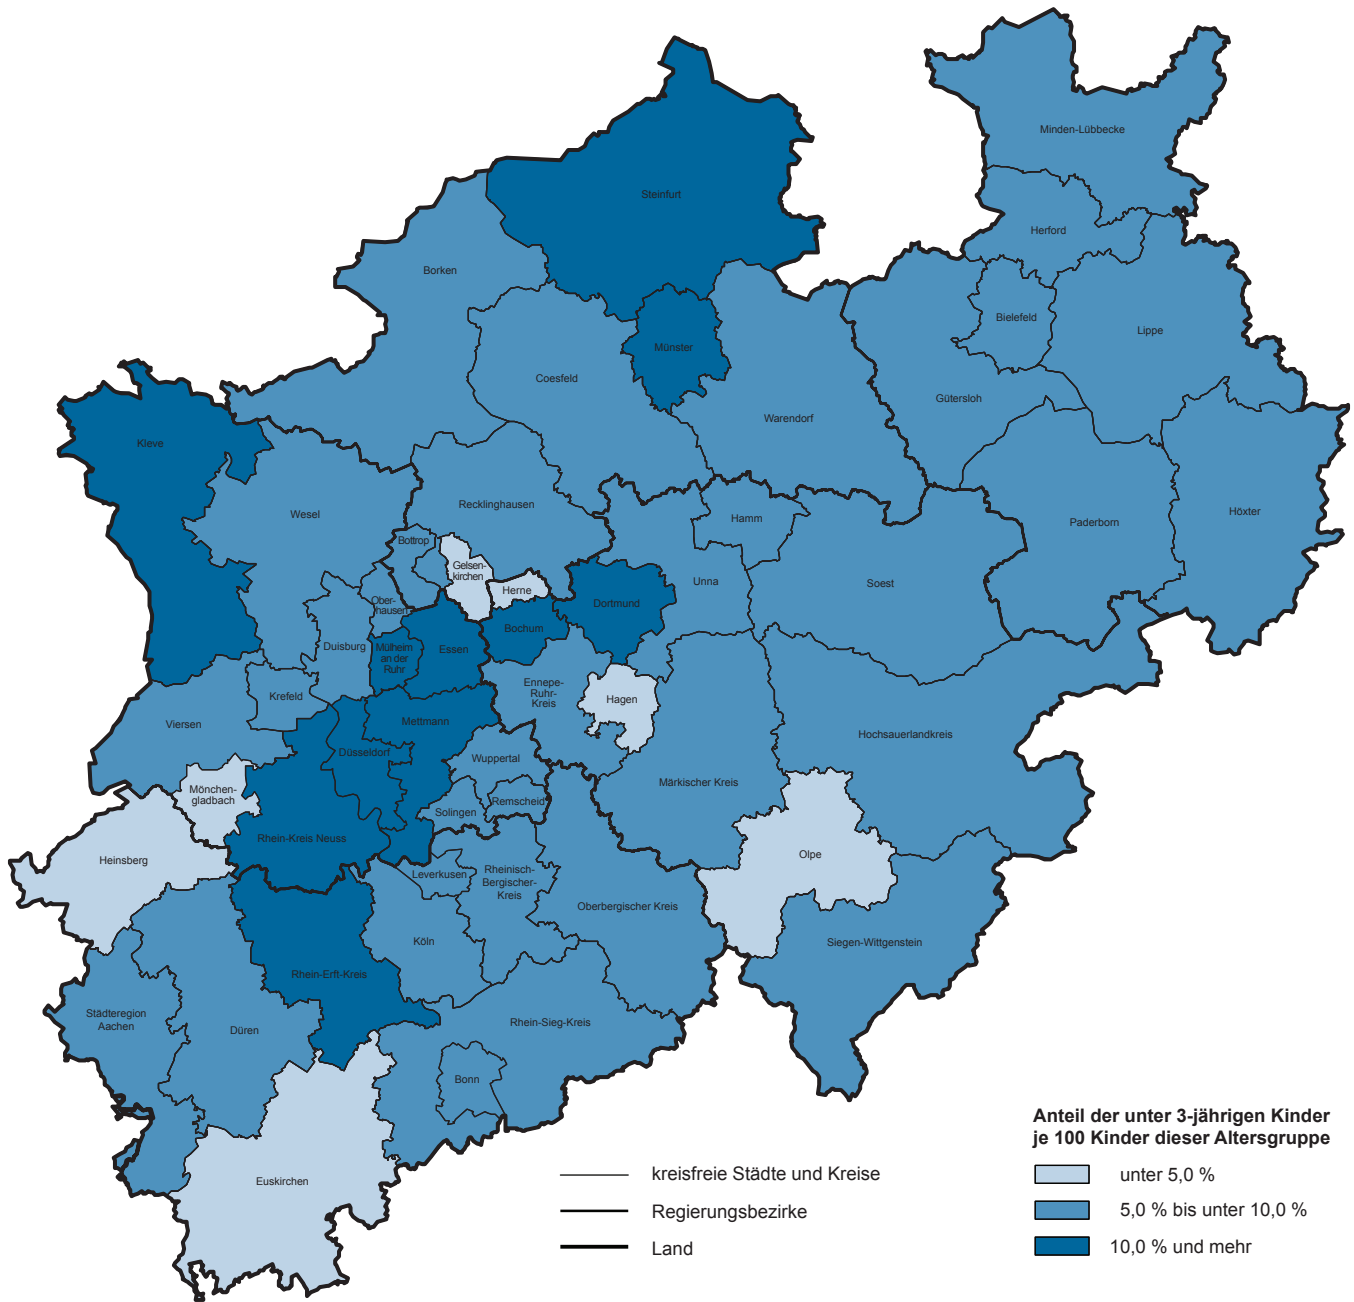 Minden-Lübbecke
Steinfurt
Herford
Borken
Bielefeld
Lippe
Münster
Coesfeld
Gütersloh
Warendorf
Kleve
Recklinghausen
Wesel
Hamm
Höxter
Paderborn
Bottrop
Gelsen-
kirchen
Unna
Soest
Herne
Ober-
hausen
Dortmund
Bochum
Duisburg
Mülheim
an der
Ruhr
Essen
Ennepe-
Ruhr-
Kreis
Krefeld
Hagen
Viersen
Mettmann
Hochsauerlandkreis
Düsseldorf
Wuppertal
Märkischer Kreis
Mönchen-
gladbach
Remscheid
Solingen
Rhein-Kreis Neuss
Heinsberg
Olpe
Leverkusen
Rheinisch-
Bergischer-
Kreis
Oberbergischer Kreis
Köln
Siegen-Wittgenstein
Rhein-Erft-Kreis
Städteregion
Aachen
Düren
Rhein-Sieg-Kreis
Bonn
Euskirchen
kreisfreie Städte und Kreise
Regierungsbezirke
Land
Anteil der unter 3-jährigen Kinder
je 100 Kinder dieser Altersgruppe
unter 5,0 %
5,0 % bis unter 10,0 %
10,0 % und mehr